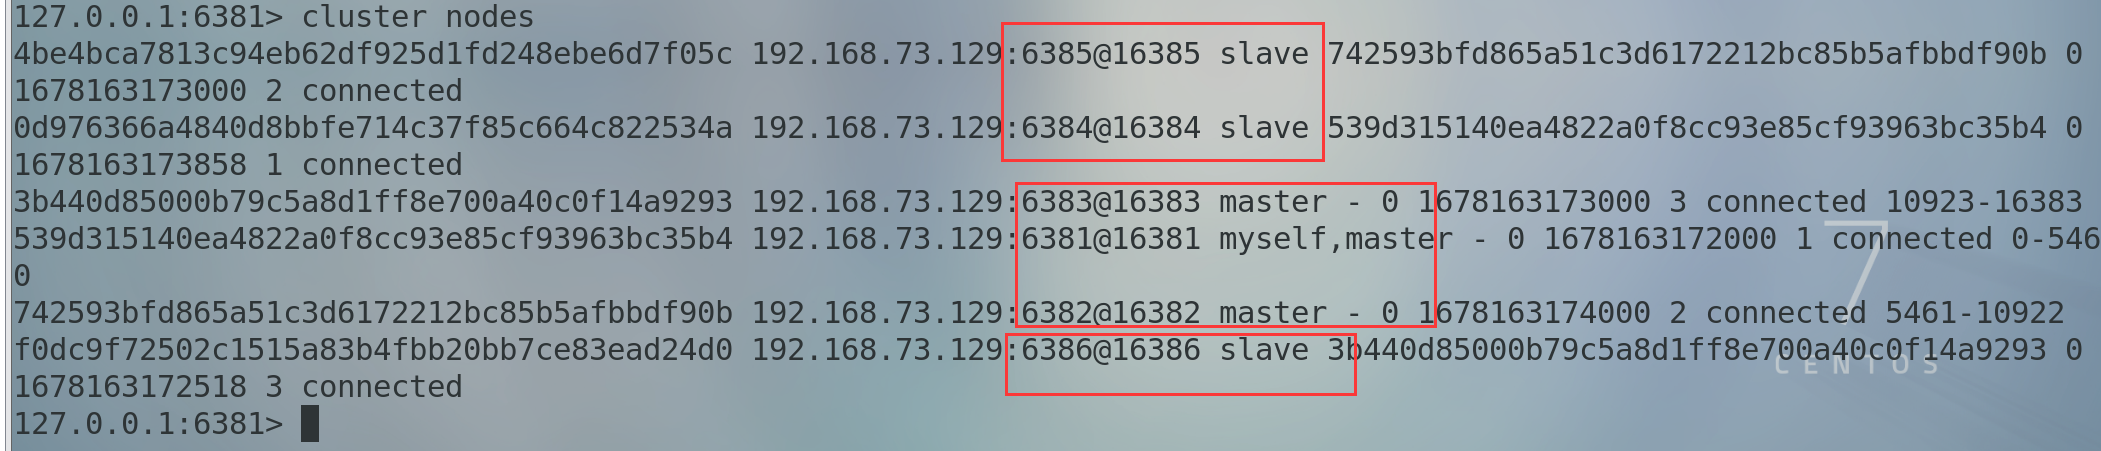 127.0.0.1:6381> cluster nodes
4be4bca7813c94eb62df925d1fd248ebe6d7f05c 192.168.73.129:6385@16385 slave 742593bfd865a51c3d6172212bc85b5afbbdf90b 0
1678163173000 2 connected
0d976366a4840d8bbfe714c37f85c664c822534a 192.168.73.129:6384@16384 slave 539d315140ea4822a0f8cc93e85cf93963bc35b4 0
1678163173858 1 connected
3b440d85000b79c5a8d1ff8e700a40c0f14a9293 192.168.73.129:6383@16383 master - 0 1678163173000 3 connected 10923-16383
539d315140ea4822a0f8cc93e85cf93963bc35b4 192.168.73.129:6381@16381 myself,master - 0 1678163172000 1 connected 0-546
0
742593bfd865a51c3d6172212bc85b5afbbdf90b 192.168.73.129:6382@16382 master - 0 1678163174000 2 connected 5461-10922
f0dc9f72502c1515a83b4fbb20bb7ce83ead24d0 192.168.73.129:6386@16386 slave 3b440d85000b79c5a8d1ff8e700a40c0f14a9293 0
1678163172518 3 connected
127.0.0.1:6381>
7
CENTOS